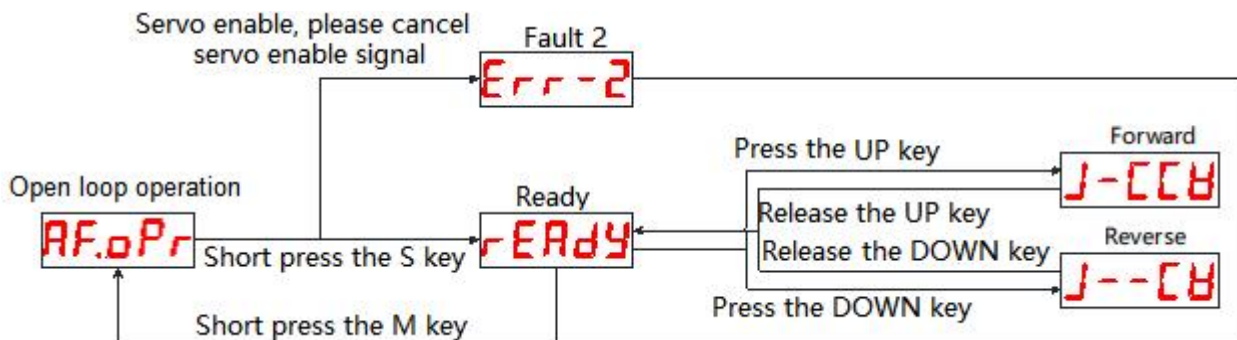 Servo enable, please cancel
servo enable signal
Fault 2
Err-2
Forward
Press the UP key
J-CCW
Open loop operation
Ready
Release the UP key
AF.oPr
rEAdy
Reverse
Short press the S key
Release the DOWN key
J--CW
Press the DOWN key
Short press the M key